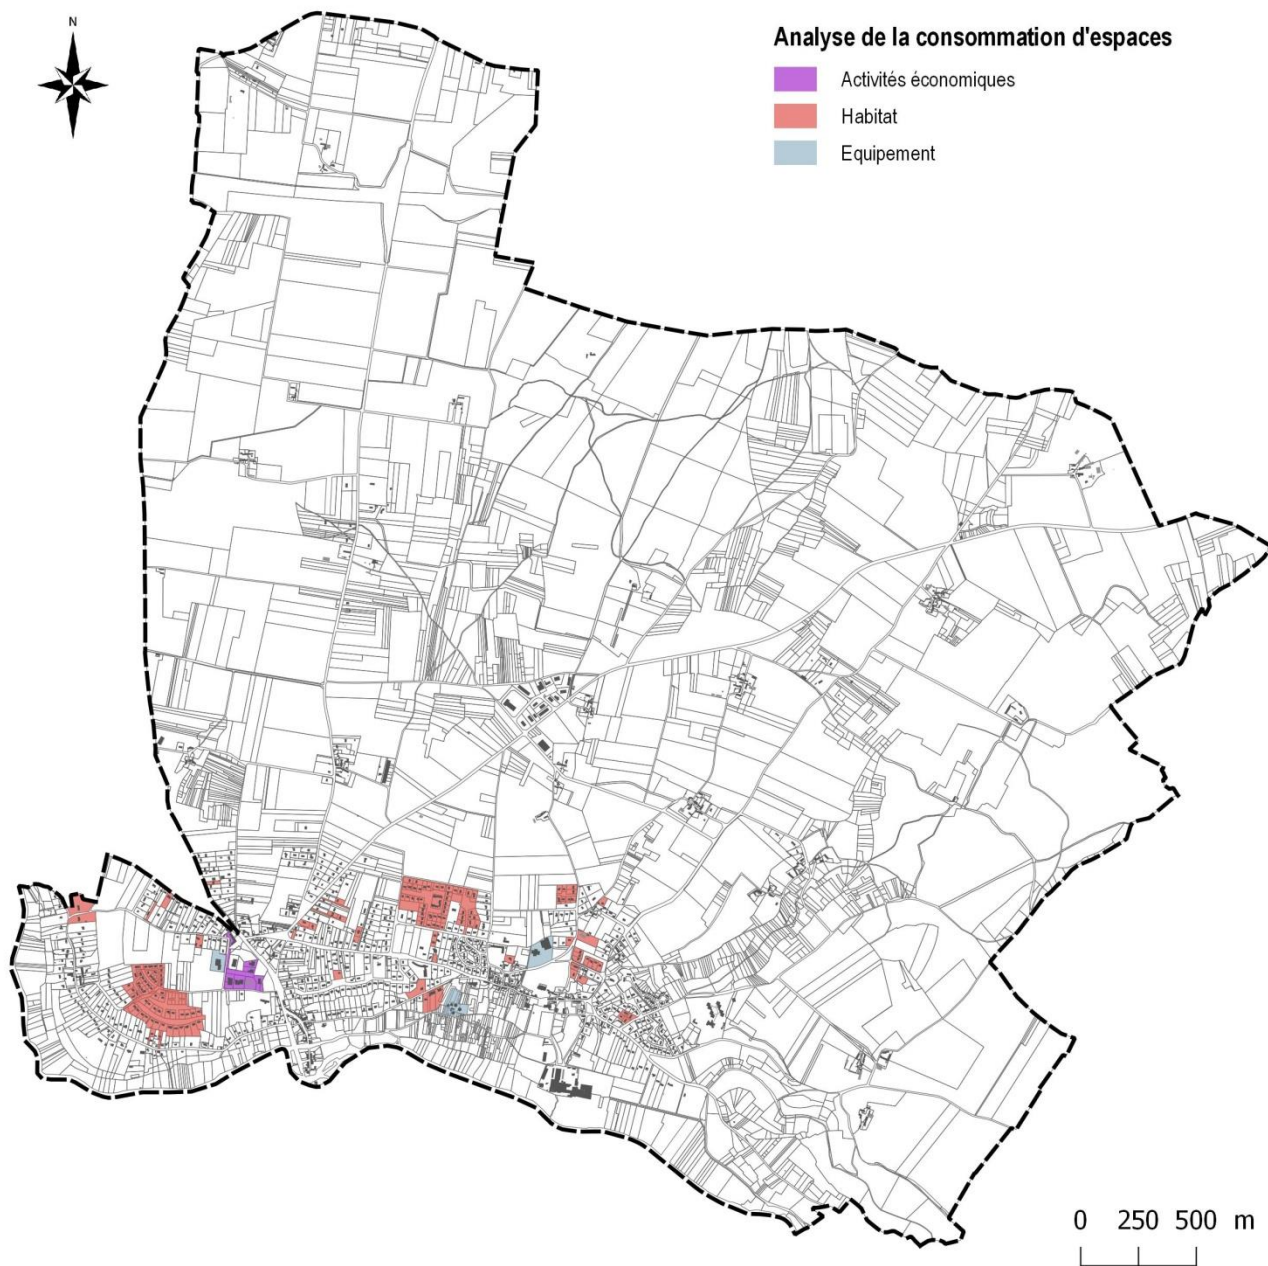 N
Analyse de la consommation d'espaces
Activités économiques
Habitat
Equipement
0 250 500 m